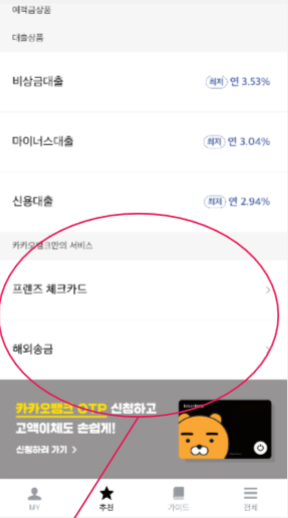 예적금상품
대출상품
비상금대출
최저 연 3.53%
마이너스대출
최저 연 3.04%
신용대출
최저 연 2.94%
카카오뱅크만의 서비스
프렌즈 체크카드
해외송금
카카오뱅크 OTP 신청하고
고액이체도 손쉽게!
신청하러 가기
MY
추천
가이드
전체